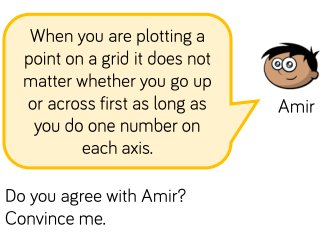 When you are plotting a
point on a grid it does not
matter whether you go up
or across first as long as
you do one number on
each axis.
Amir
Do you agree with Amir?
Convince me.